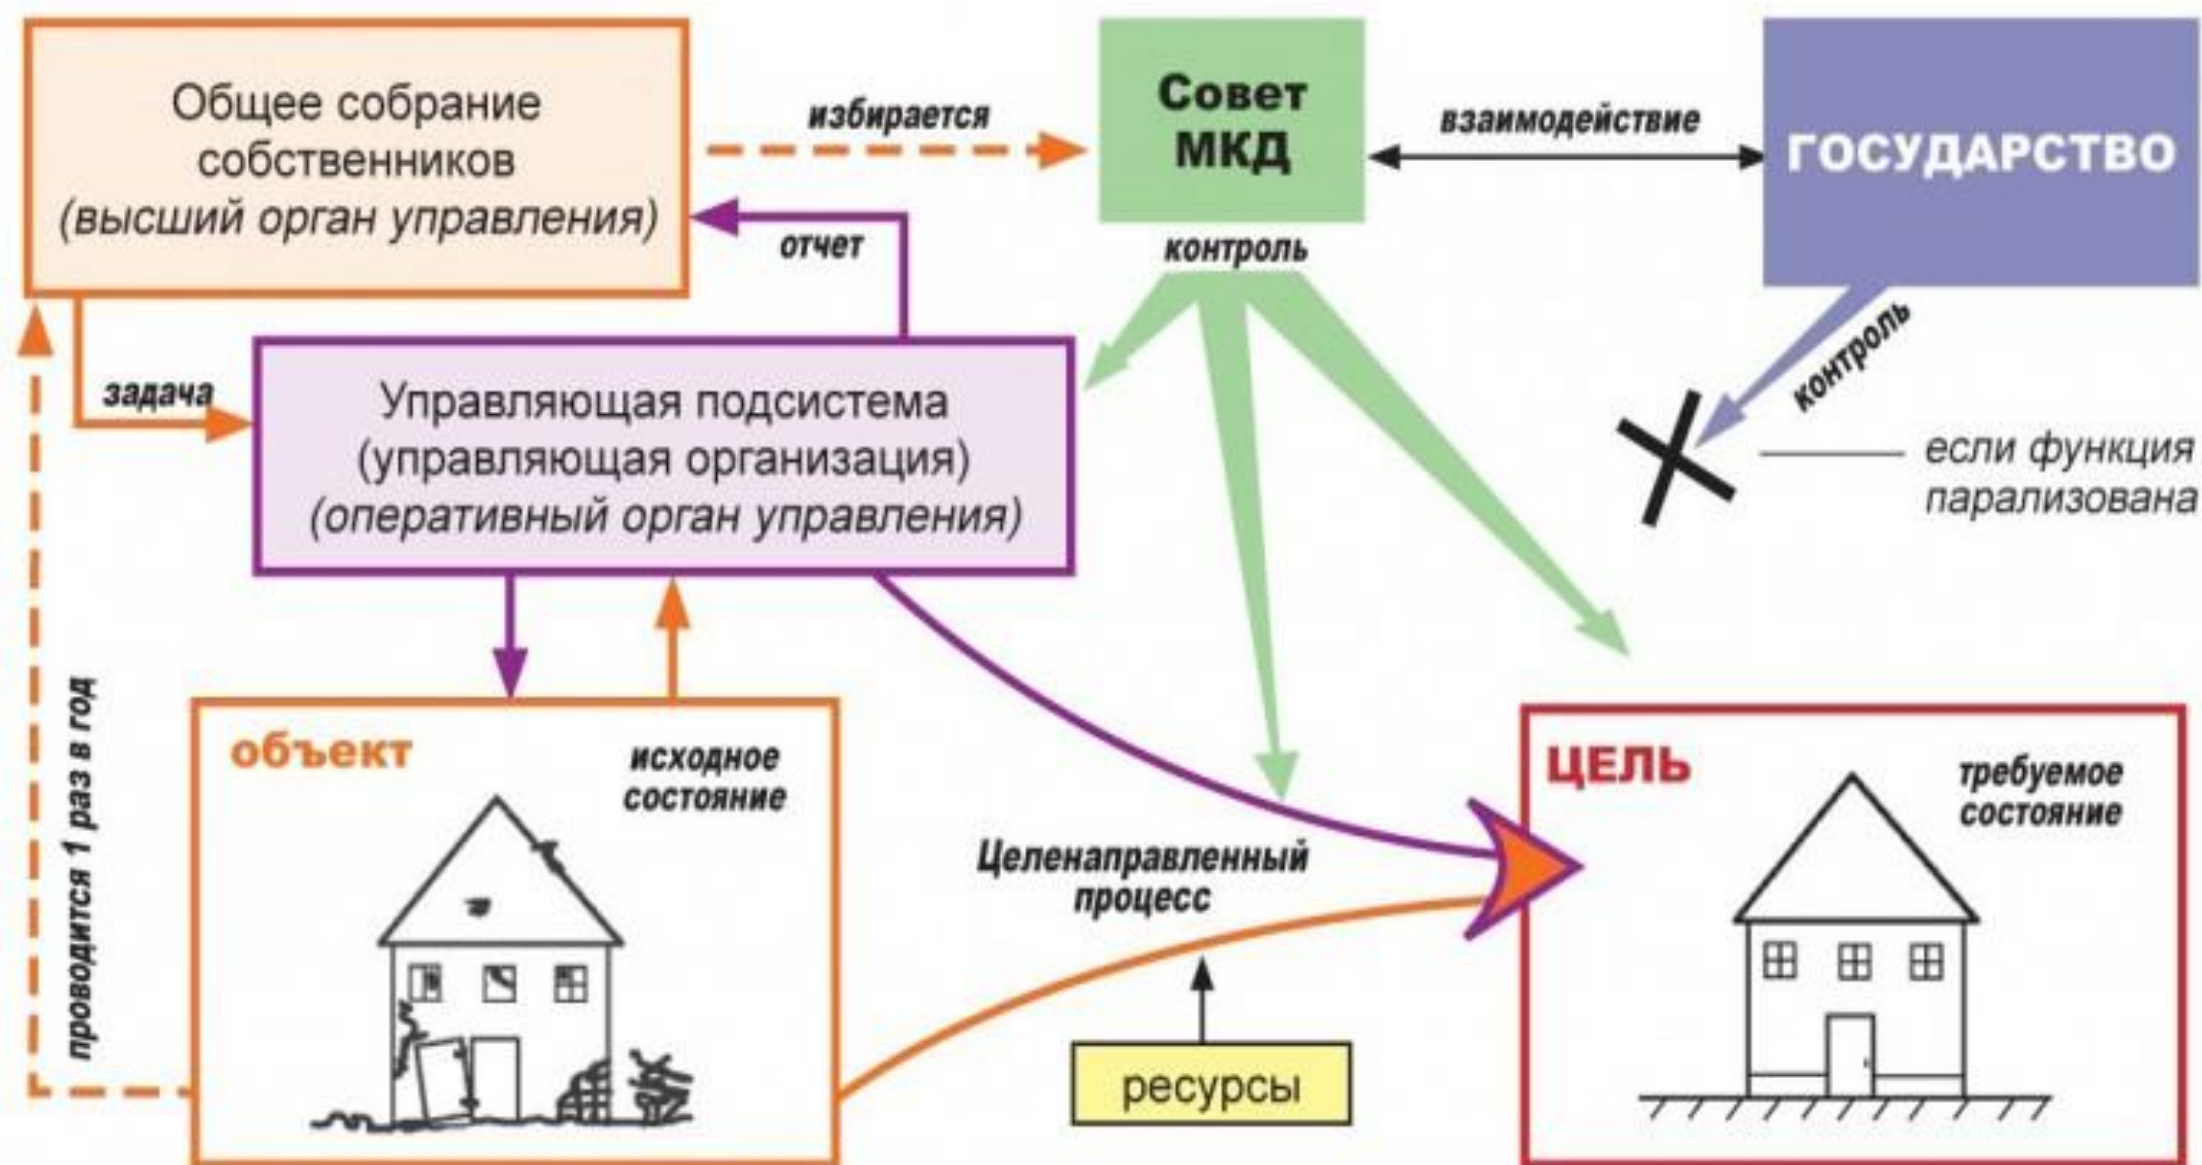 Общее собрание
собственников
(высший орган управления)
избирается
Совет
МКД
взаимодействие
ГОСУДАРСТВО
отчет
контроль
контроль
задача
Управляющая подсистема
(управляющая организация)
(оперативный орган управления)
если функция
парализована
проводится 1 раз в год
объект
исходное
состояние
ЦЕЛЬ
требуемое
состояние
Целенаправленный
процесс
ресурсы